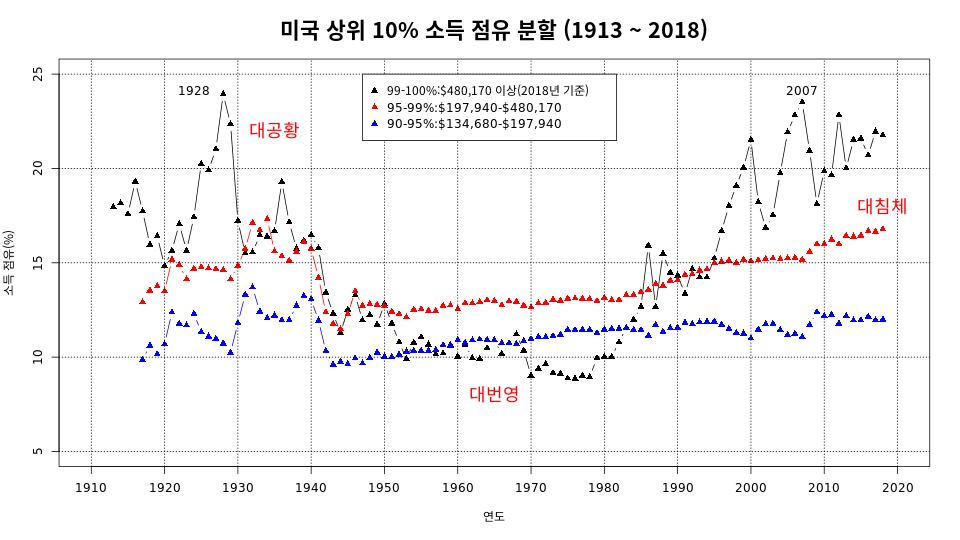 미국 상위 10% 소득 점유 분할 (1913 ~ 2018)
25
20
15
10
5
소득 점유(%)
1928
대공황
99-100%:$480,170 이상(2018년 기준)
95-99%:$197,940-$480,170
90-95%:$134,680-$197,940
2007
대침체
대번영
1910 1920 1930 1940 1950 1960 1970 1980 1990 2000 2010 2020
연도